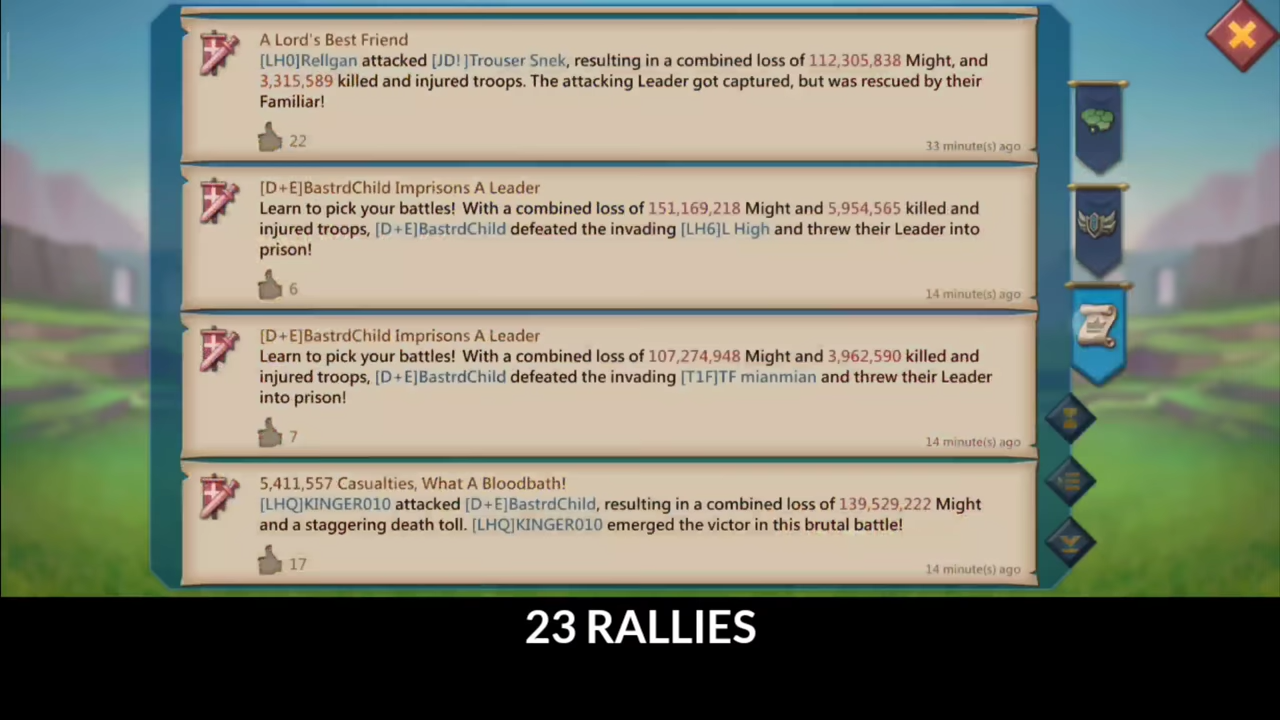 A Lord's Best Friend
[LH0]Rellgan attacked [JD! ]Trouser Snek, resulting in a combined loss of 112,305,838 Might, and
3,315,589 killed and injured troops. The attacking Leader got captured, but was rescued by their
Familiar!
22
33 minute(s) ago
[D+E]BastrdChild Imprisons A Leader
Learn to pick your battles! With a combined loss of 151,169,218 Might and 5,954,565 killed and
injured troops, [D+E]BastrdChild defeated the invading [LH6]L High and threw their Leader into
prison!
6
14 minute(s) ago
[D+E]BastrdChild Imprisons A Leader
Learn to pick your battles! With a combined loss of 107,274,948 Might and 3,962,590 killed and
injured troops, [D+E]BastrdChild defeated the invading [T1F]TF mianmian and threw their Leader
into prison!
7
14 minute(s) ago
5,411,557 Casualties, What A Bloodbath!
[LHQ]KINGER010 attacked [D+E]BastrdChild, resulting in a combined loss of 139,529,222 Might
and a staggering death toll. [LHQ]KINGER010 emerged the victor in this brutal battle!
17
14 minute(s) ago
23 RALLIES